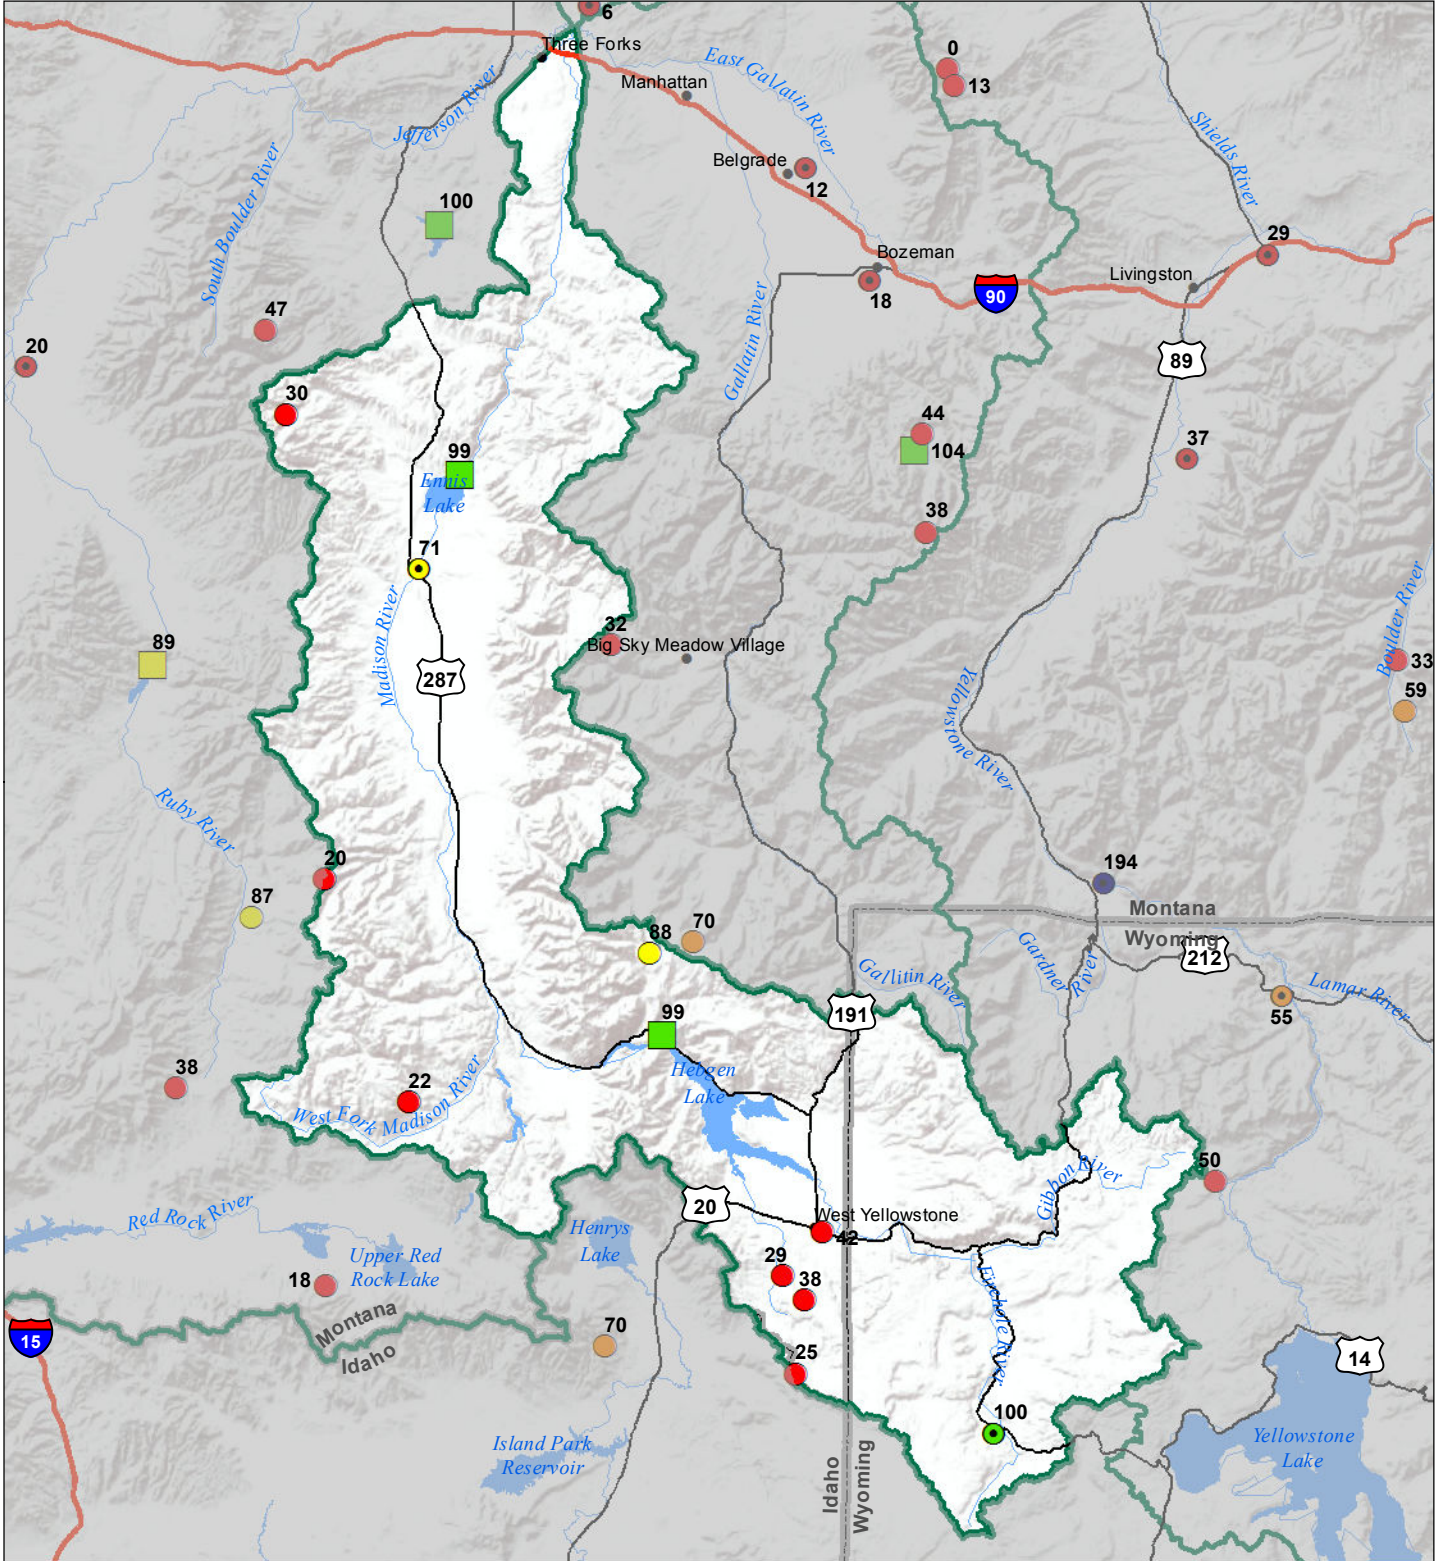 6
Three Forks
0
Manhattan
East Gallatin River
13
Jefferson River
Shields River
Belgrade
12
South Boulder River
100
29
Bozeman
Livingston
18
90
Gallatin River
47
20
89
30
44
104
37
99
Ennis
Lake
38
71
Madison River
32
Big Sky Meadow Village
Boulder River
33
59
89
287
Yellowstone River
Ruby River
20
87
194
Montana
Wyoming
88
70
Gardner River
212
Gallitin River
Lamar River
55
191
99
Hebgen
Lake
38
22
West Fork Madison River
Gibbon River
50
20
West Yellowstone
42
Red Rock River
Henrys
Lake
Upper Red
Rock Lake
18
29
38
Firehole River
Montana
Idaho
15
70
25
14
100
Yellowstone
Lake
Island Park
Reservoir
Idaho
Wyoming